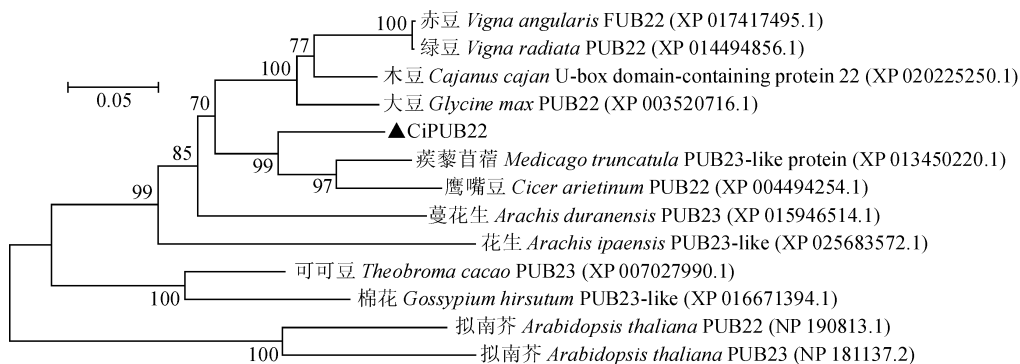 100 赤豆 Vigna angularis FUB22 (XP 017417495.1)
77 绿豆 Vigna radiata PUB22 (XP 014494856.1)
100 木豆 Cajanus cajan U-box domain-containing protein 22 (XP 020225250.1)
0.05
70 大豆 Glycine max PUB22 (XP 003520716.1)
▲CiPUB22
85 99 蒺藜苜蓿 Medicago truncatula PUB23-like protein (XP 013450220.1)
99 97 鹰嘴豆 Cicer arietinum PUB22 (XP 004494254.1)
蔓花生 Arachis duranensis PUB23 (XP 015946514.1)
花生 Arachis ipaensis PUB23-like (XP 025683572.1)
可可豆 Theobroma cacao PUB23 (XP 007027990.1)
100 棉花 Gossypium hirsutum PUB23-like (XP 016671394.1)
拟南芥 Arabidopsis thaliana PUB22 (NP 190813.1)
100 拟南芥 Arabidopsis thaliana PUB23 (NP 181137.2)